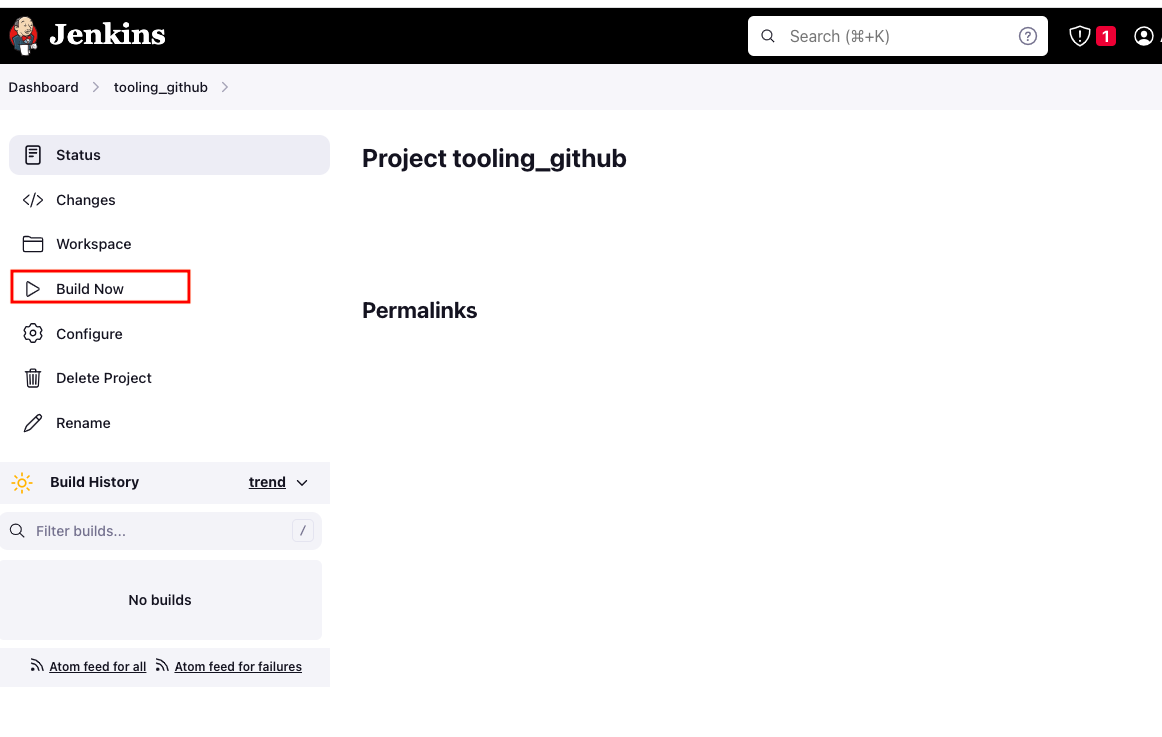 Jenkins
Search (⌘+K)
?
1
Dashboard
tooling_github
Status
Changes
Workspace
Build Now
Configure
Delete Project
Rename
Build History
trend
Filter builds...
/
No builds
Atom feed for all
Atom feed for failures
Project tooling_github
Permalinks